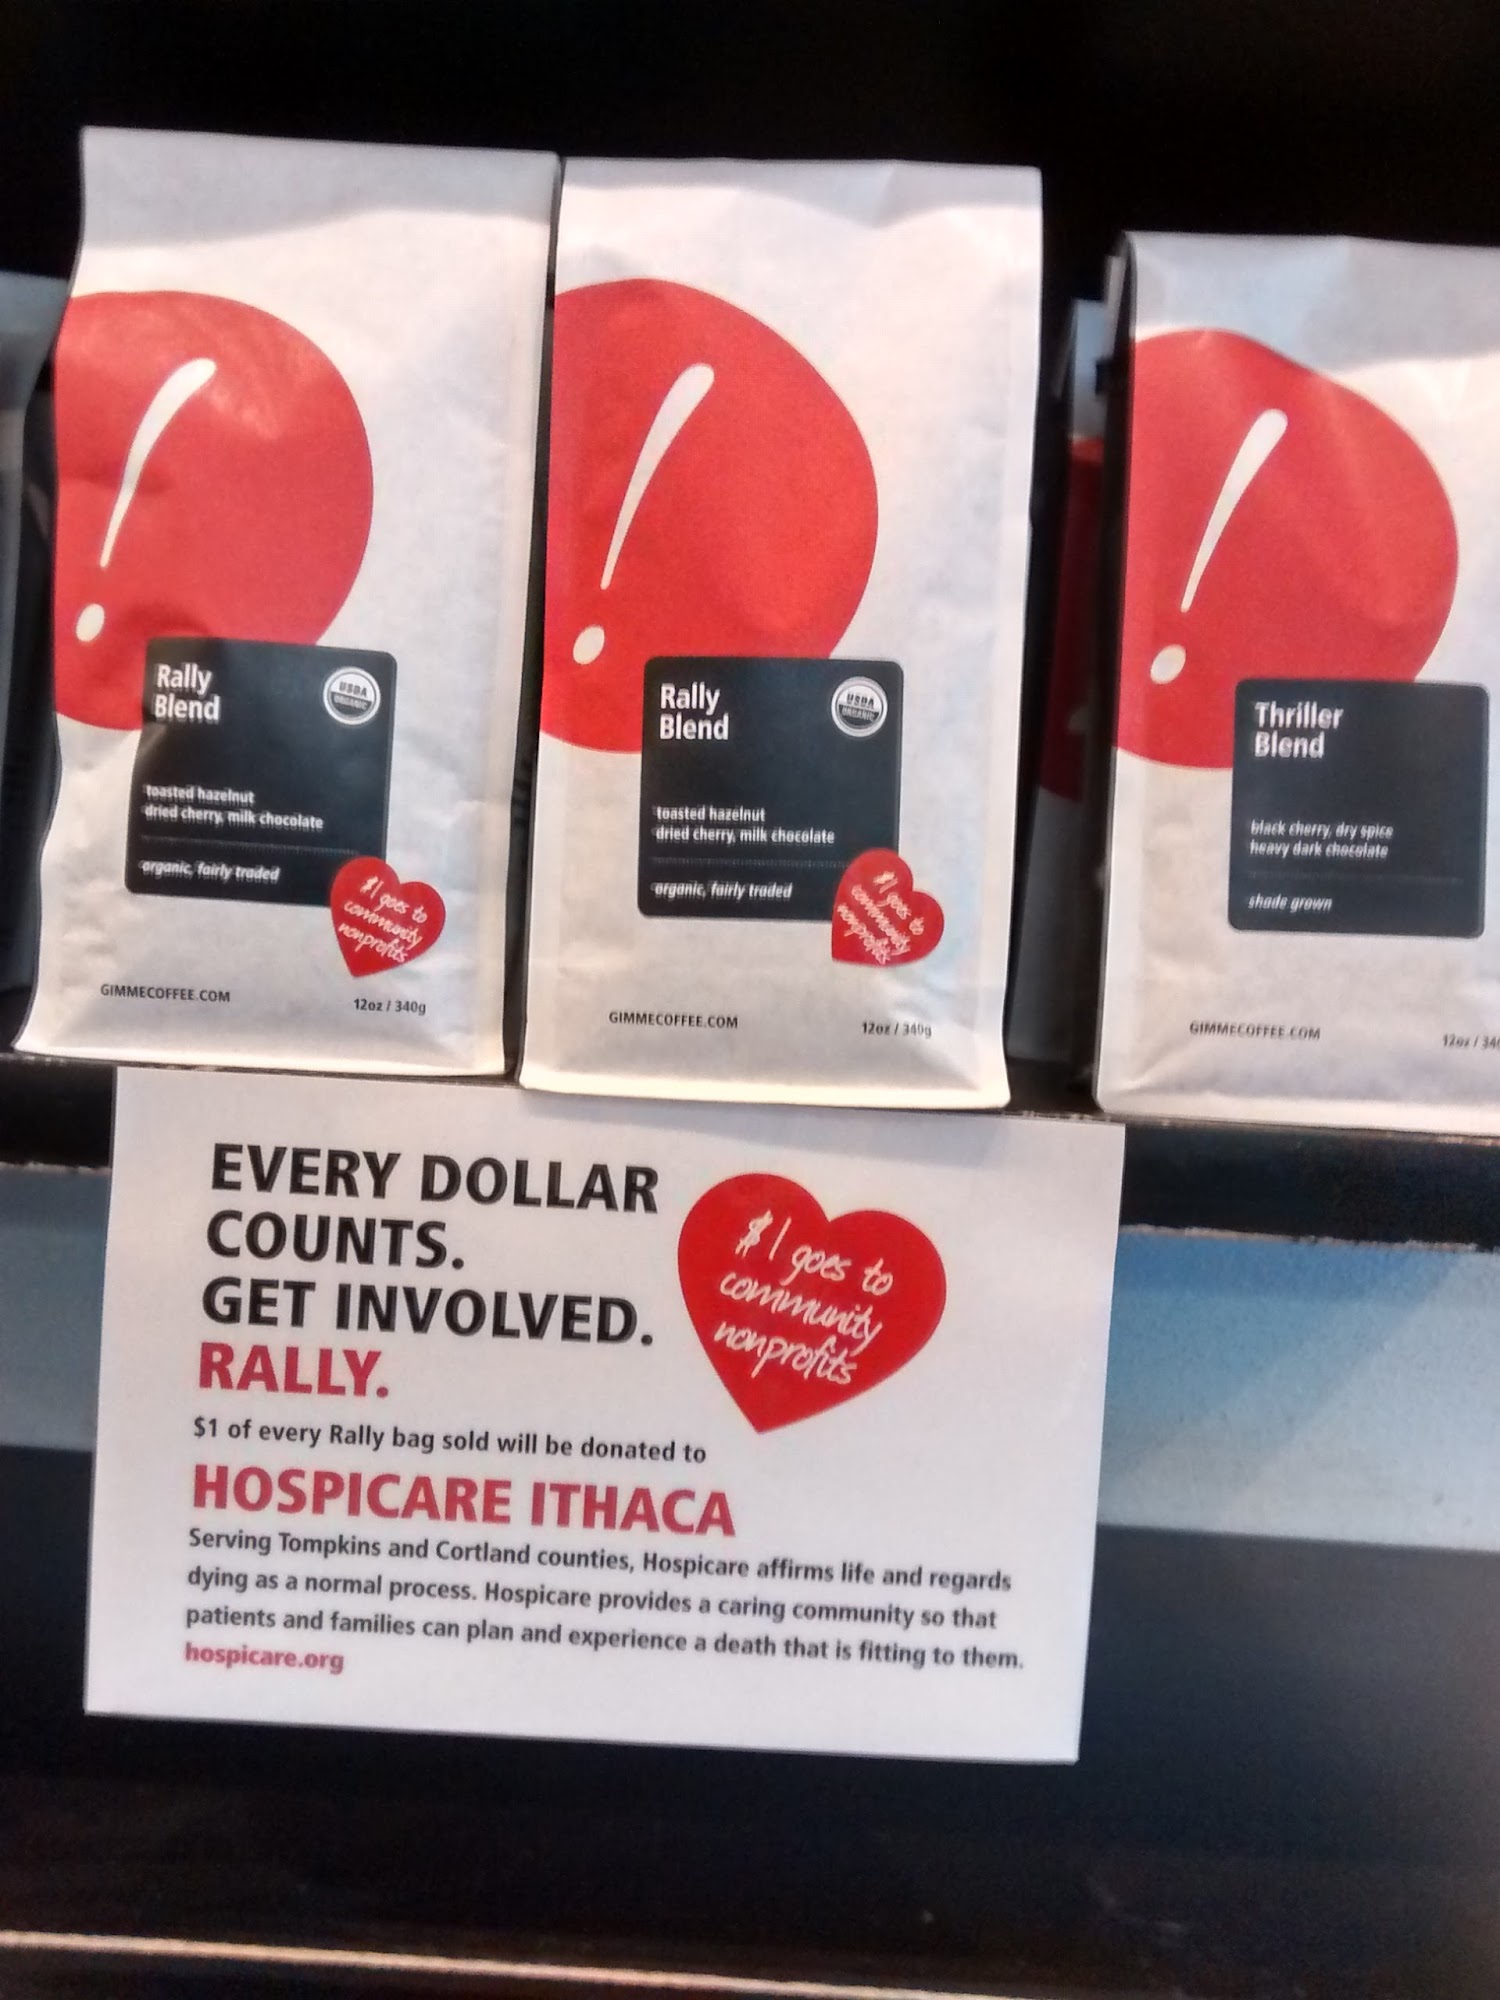 Rally
Blend
USDA
ORGANIC
toasted hazelnut
dried cherry, milk chocolate
organic, fairly traded
$1 goes to
community
nonprofits
GIMMECOFFEE.COM
12oz / 340g
Rally
Blend
USDA
ORGANIC
toasted hazelnut
dried cherry, milk chocolate
organic, fairly traded
$1 goes to
community
nonprofits
GIMMECOFFEE.COM
12oz / 340g
Thriller
Blend
black cherry, dry spice
heavy dark chocolate
shade grown
GIMMECOFFEE.COM
12oz / 34
EVERY DOLLAR
COUNTS.
GET INVOLVED.
RALLY.
$1 goes to
community
nonprofits
$1 of every Rally bag sold will be donated to
HOSPICARE ITHACA
Serving Tompkins and Cortland counties, Hospicare affirms life and regards
dying as a normal process. Hospicare provides a caring community so that
patients and families can plan and experience a death that is fitting to them.
hospicare.org